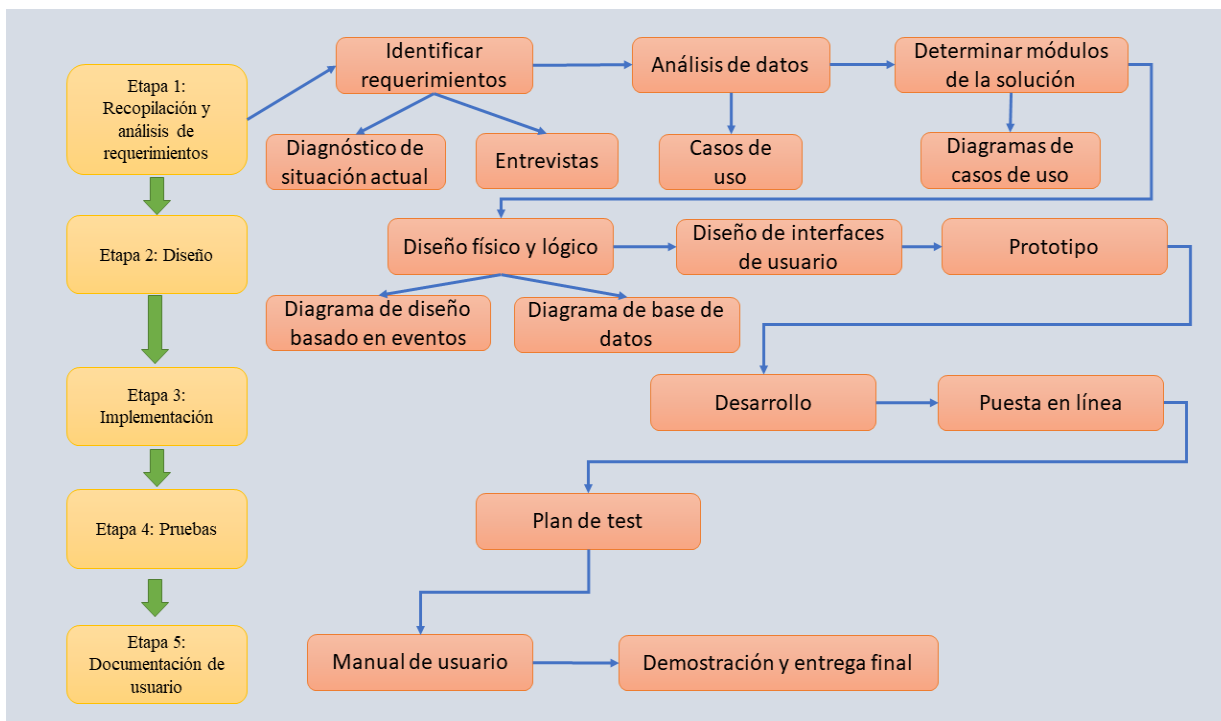 Etapa 1:
Recopilación y
análisis de
requerimientos
Identificar
requerimientos
Análisis de datos
Determinar módulos
de la solución
Diagnóstico de
situación actual
Entrevistas
Casos de
uso
Diagramas de
casos de uso
Etapa 2: Diseño
Diseño físico y lógico
Diseño de interfaces
de usuario
Prototipo
Diagrama de diseño
basado en eventos
Diagrama de base de
datos
Etapa 3:
Implementación
Desarrollo
Puesta en línea
Etapa 4: Pruebas
Plan de test
Etapa 5:
Documentación de
usuario
Manual de usuario
Demostración y entrega final